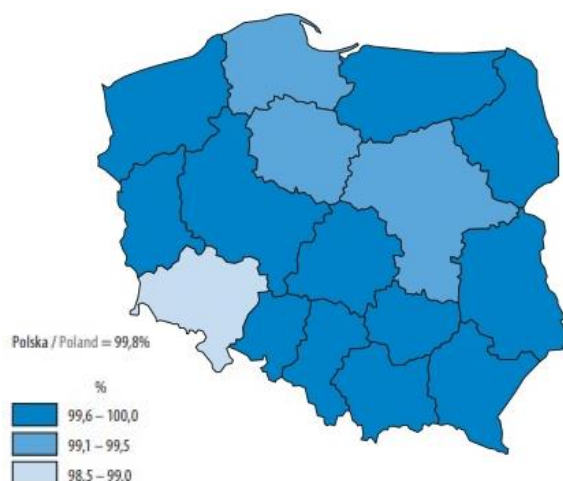 Polska / Poland = 99,8%
%
99,6 – 100,0
99,1 – 99,5
98,5 – 99,0